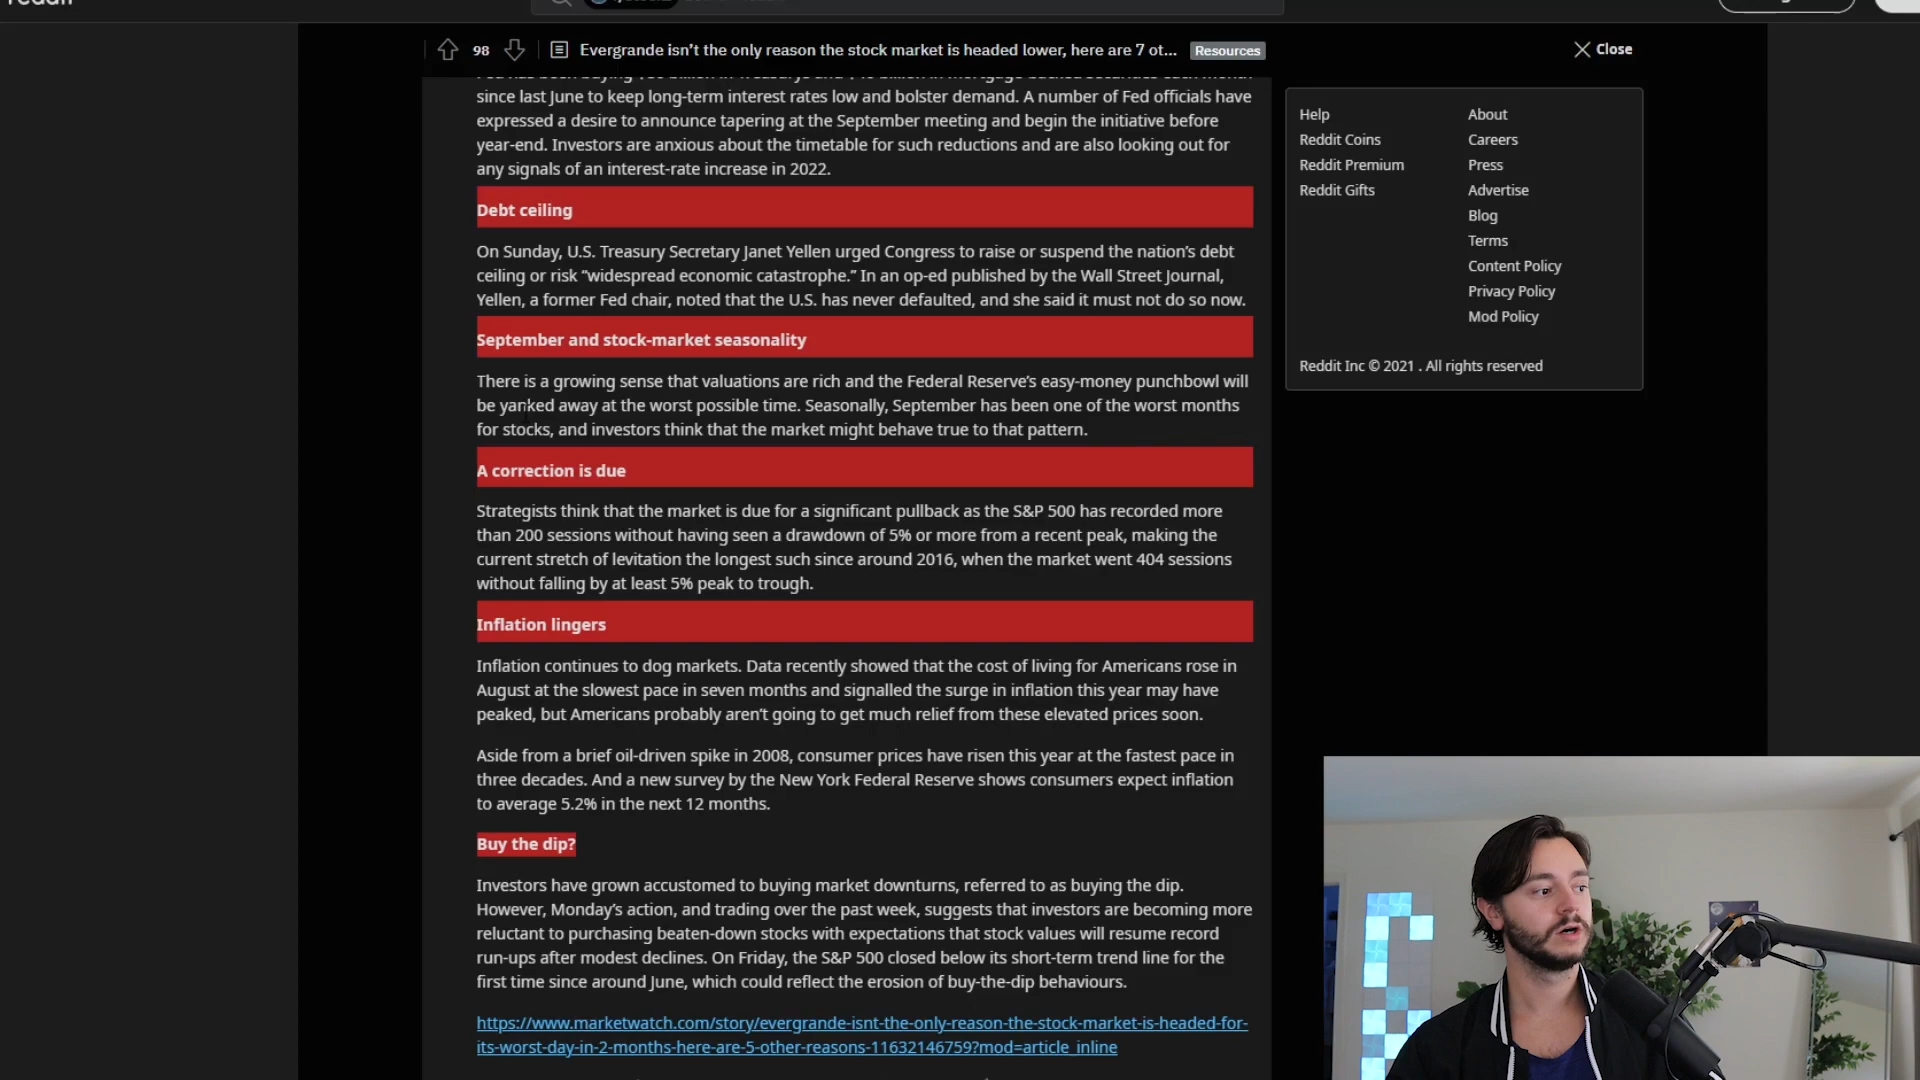 98
Evergrande isn't the only reason the stock market is headed lower, here are 7 ot...
Resources
Close
since last June to keep long-term interest rates low and bolster demand. A number of Fed officials have
expressed a desire to announce tapering at the September meeting and begin the initiative before
year-end. Investors are anxious about the timetable for such reductions and are also looking out for
any signals of an interest-rate increase in 2022.
Debt ceiling
On Sunday, U.S. Treasury Secretary Janet Yellen urged Congress to raise or suspend the nation's debt
ceiling or risk “widespread economic catastrophe.” In an op-ed published by the Wall Street Journal,
Yellen, a former Fed chair, noted that the U.S. has never defaulted, and she said it must not do so now.
September and stock-market seasonality
There is a growing sense that valuations are rich and the Federal Reserve's easy-money punchbowl will
be yanked away at the worst possible time. Seasonally, September has been one of the worst months
for stocks, and investors think that the market might behave true to that pattern.
A correction is due
Strategists think that the market is due for a significant pullback as the S&P 500 has recorded more
than 200 sessions without having seen a drawdown of 5% or more from a recent peak, making the
current stretch of levitation the longest such since around 2016, when the market went 404 sessions
without falling by at least 5% peak to trough.
Inflation lingers
Inflation continues to dog markets. Data recently showed that the cost of living for Americans rose in
August at the slowest pace in seven months and signalled the surge in inflation this year may have
peaked, but Americans probably aren't going to get much relief from these elevated prices soon.
Aside from a brief oil-driven spike in 2008, consumer prices have risen this year at the fastest pace in
three decades. And a new survey by the New York Federal Reserve shows consumers expect inflation
to average 5.2% in the next 12 months.
Buy the dip?
Investors have grown accustomed to buying market downturns, referred to as buying the dip.
However, Monday's action, and trading over the past week, suggests that investors are becoming more
reluctant to purchasing beaten-down stocks with expectations that stock values will resume record
run-ups after modest declines. On Friday, the S&P 500 closed below its short-term trend line for the
first time since around June, which could reflect the erosion of buy-the-dip behaviours.
https://www.marketwatch.com/story/evergrande-isnt-the-only-reason-the-stock-market-is-headed-for-
its-worst-day-in-2-months-here-are-5-other-reasons-11632146759?mod=article_inline
Help
About
Reddit Coins
Careers
Reddit Premium
Press
Reddit Gifts
Advertise
Blog
Terms
Content Policy
Privacy Policy
Mod Policy
Reddit Inc © 2021 . All rights reserved